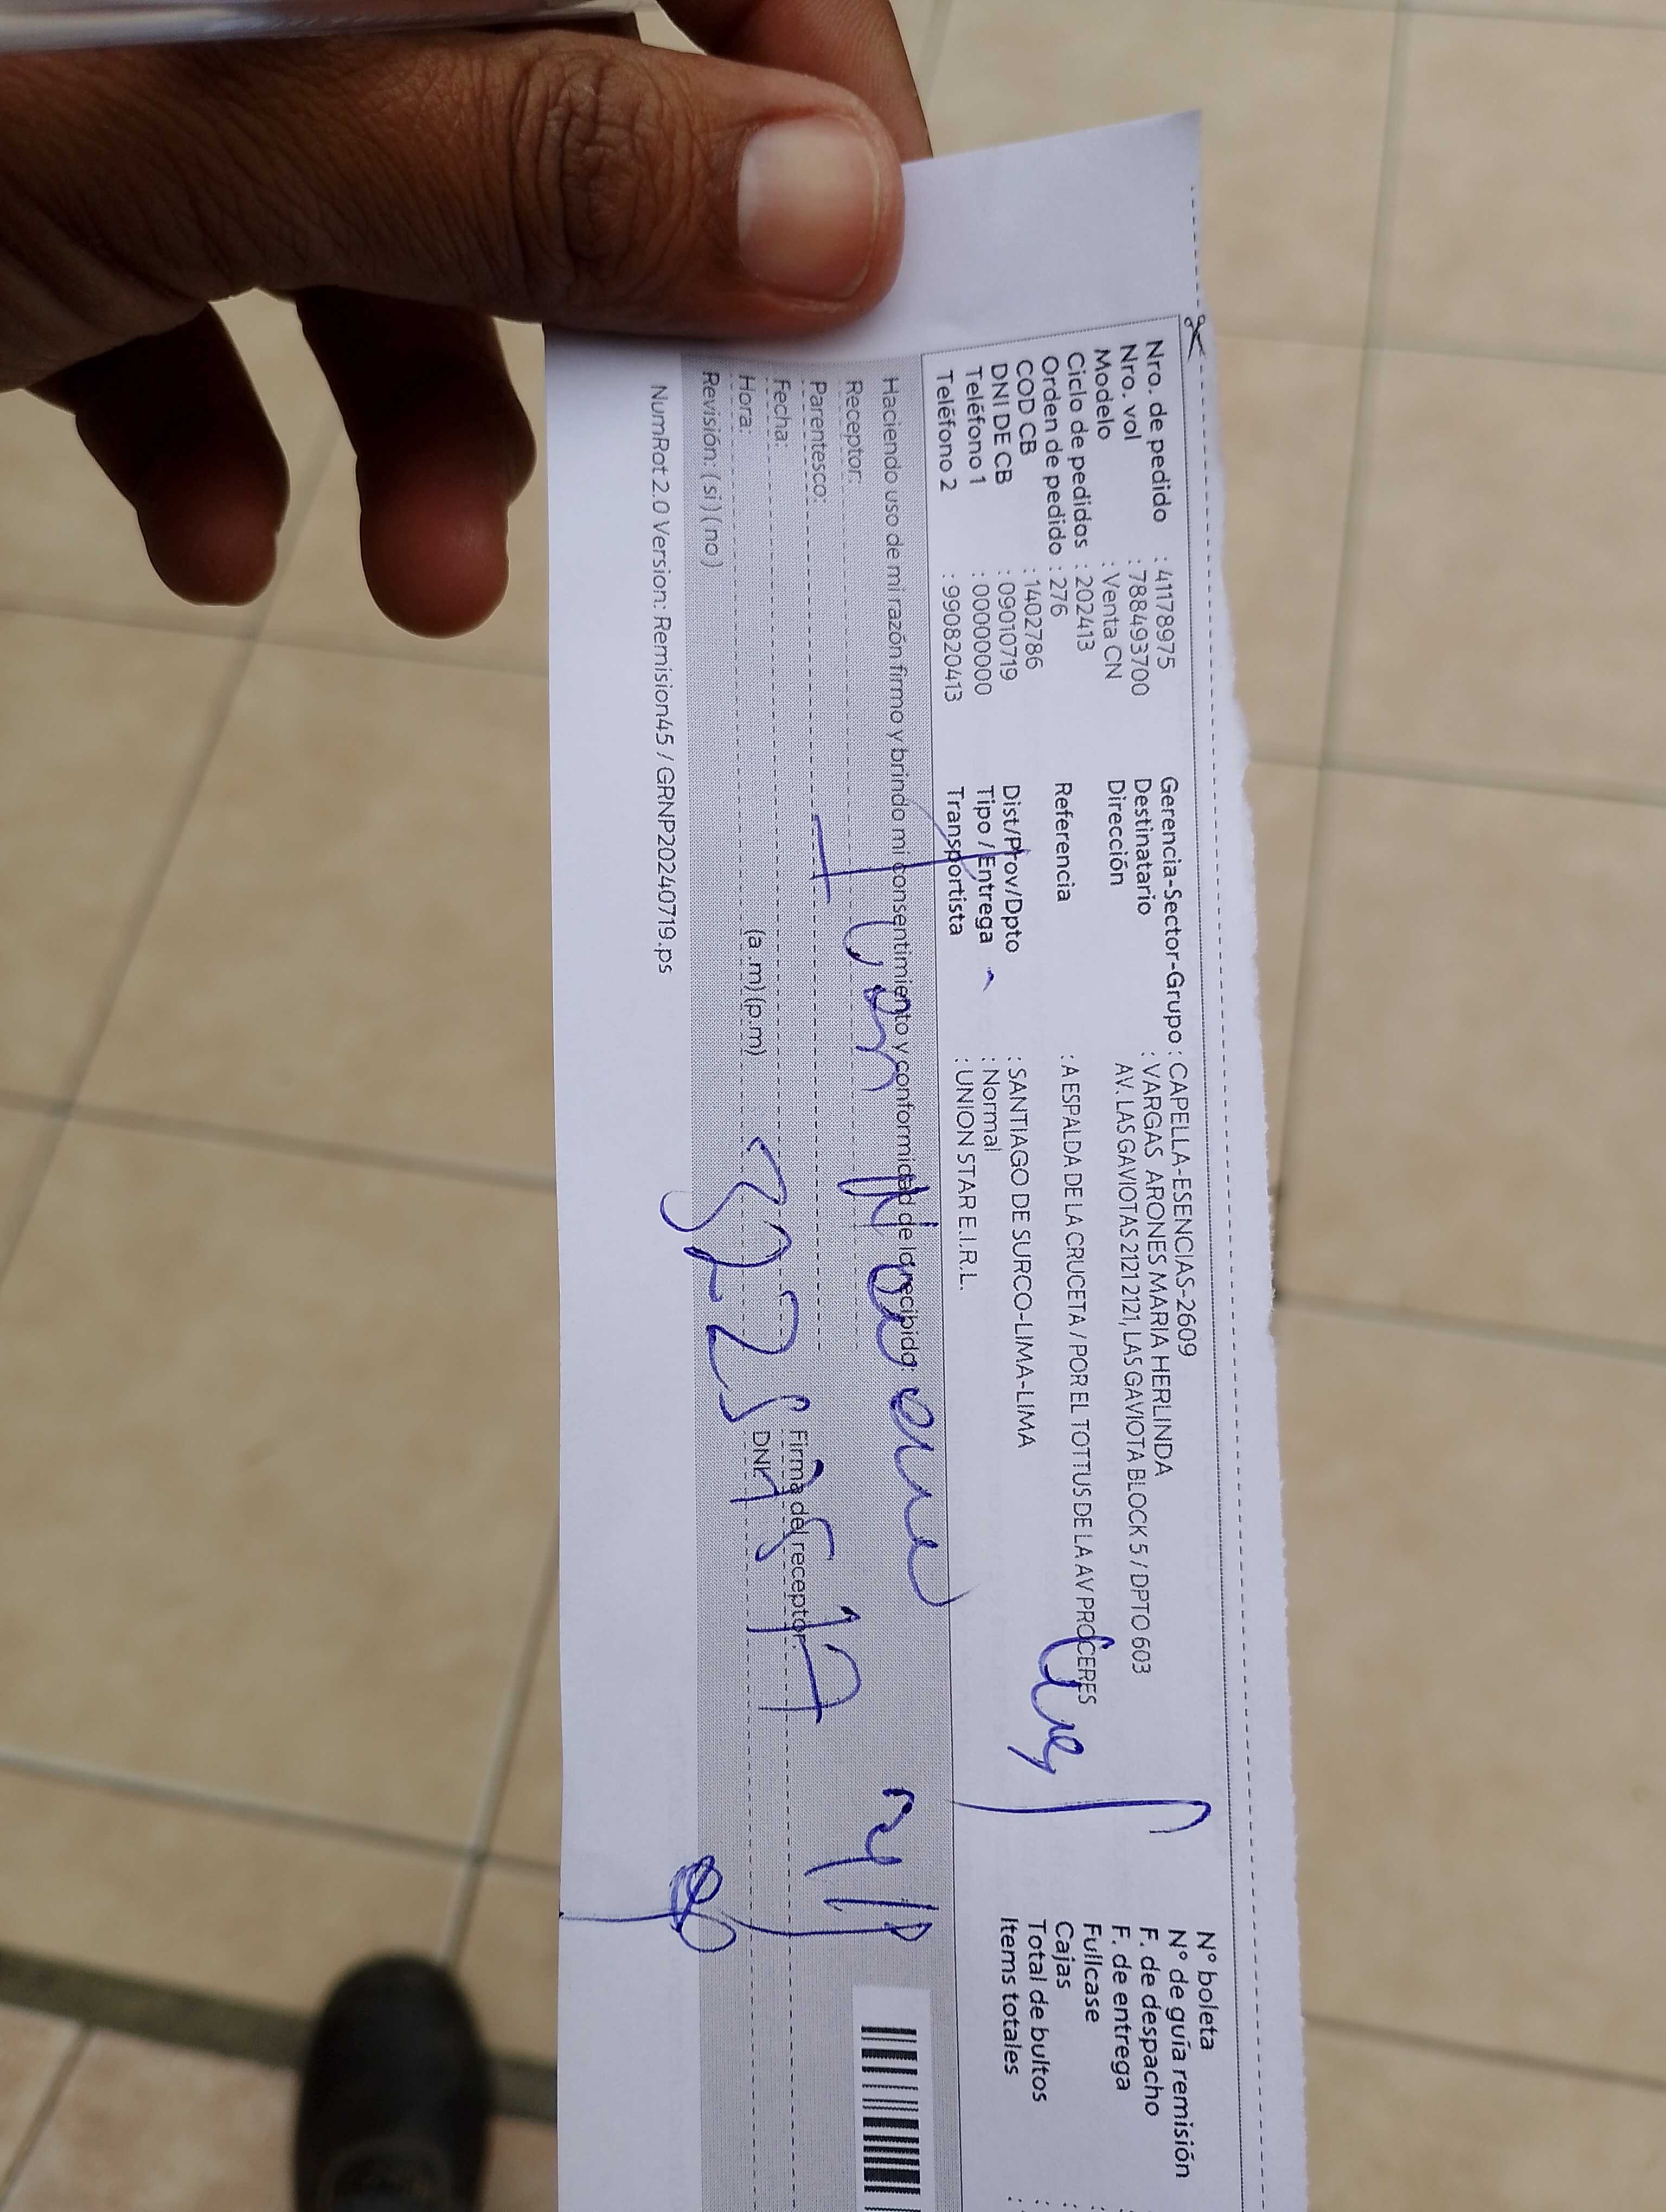 Nro. de pedido : 41178975
Nro. vol : 788493700
Modelo : Venta CN
Ciclo de pedidos : 202413
Orden de pedido : 276
COD CB : 1402786
DNI DE CB : 09010719
Teléfono 1 : 00000000
Teléfono 2 : 990820413
Gerencia-Sector-Grupo : CAPELLA-ESENCIAS-2609
Destinatario : VARGAS ARONES MARIA HERLINDA
Dirección AV. LAS GAVIOTAS 2121 2121, LAS GAVIOTA BLOCK 5 / DPTO 603
Referencia : A ESPALDA DE LA CRUCETA / POR EL TOTTUS DE LA AV PROCERES
Dist/Prov/Dpto : SANTIAGO DE SURCO-LIMA-LIMA
Tipo / Entrega : Normal
Transportista : UNION STAR E.I.R.L.
N° boleta
N° de guía remisión :
F. de despacho :
F. de entrega :
Fullcase :
Cajas :
Total de bultos :
Items totales :
Haciendo uso de mi razón firmo y brindo mi consentimiento y conformidad de lo recibido.
Receptor:
Parentesco:
Fecha:
Hora: (a.m) (p.m)
Revisión: (si) (no)
Firma del receptor:
DNI:
NumRot 2.0 Version: Remision45 / GRNP20240719.ps